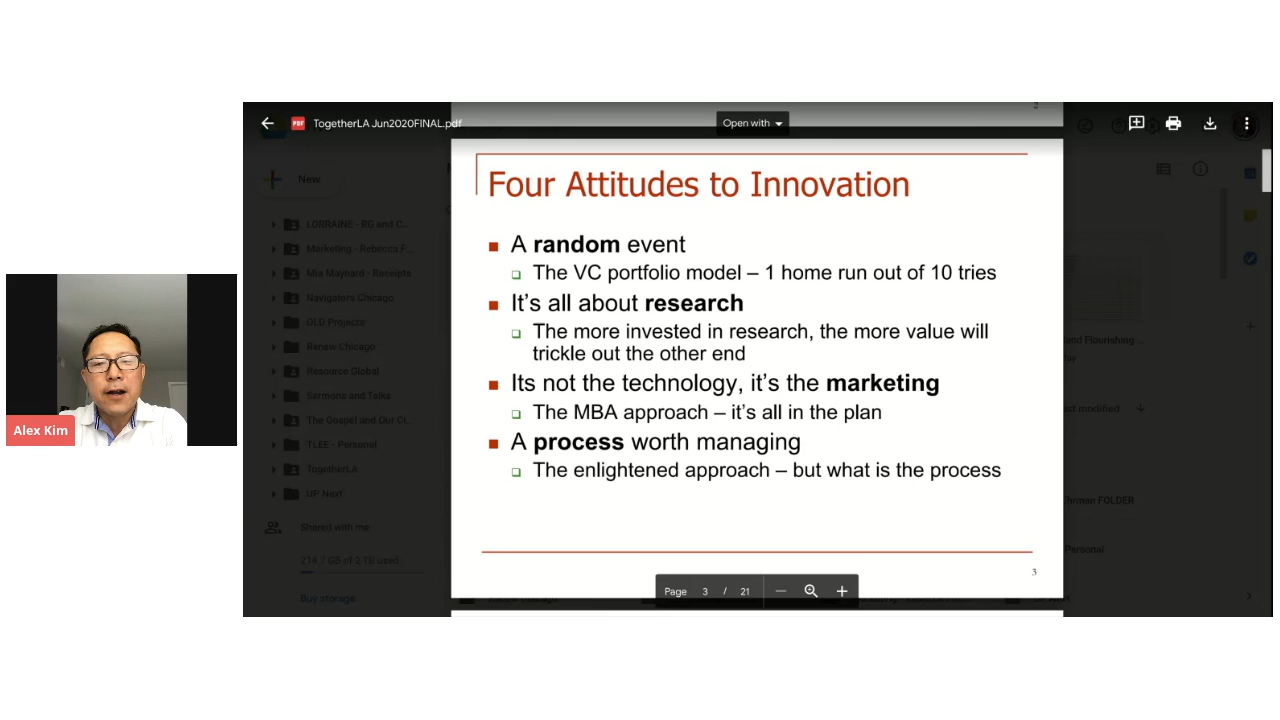 TogetherLA Jun2020FINAL.pdf
Open with
2
New
LORRAINE - RG and C...
Marketing - Rebecca F...
Mia Maynard - Receipts
Navigators Chicago
OLD Projects
Renew Chicago
Resource Global
Sermons and Talks
The Gospel and Our Ci...
TLEE - Personal
TogetherLA
UP Next
Shared with me
214.7 GB of 2 TB used
Buy storage
Four Attitudes to Innovation
A random event
The VC portfolio model – 1 home run out of 10 tries
It's all about research
The more invested in research, the more value will
trickle out the other end
Its not the technology, it's the marketing
The MBA approach – it's all in the plan
A process worth managing
The enlightened approach – but what is the process
3
Page 3 / 21
and Flourishing ...
modified
FOLDER
Personal
Alex Kim